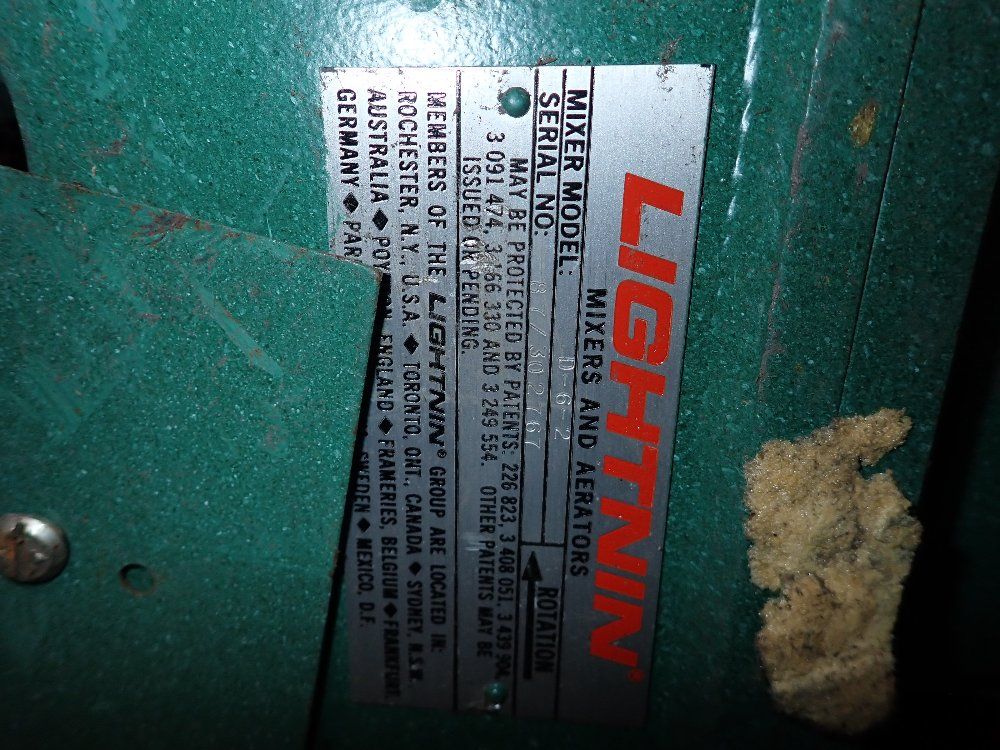 LIGHTNIN®
MIXERS AND AERATORS
MIXER MODEL: D-6-2
SERIAL NO:
ROTATION
MAY BE PROTECTED BY PATENTS: 226 823, 3 408 051, 3 439 904,
3 091 474, 3 166 330 AND 3 249 554. OTHER PATENTS MAY BE
ISSUED OR PENDING.
MEMBERS OF THE LIGHTNIN® GROUP ARE LOCATED IN:
ROCHESTER, N.Y., U.S.A. ◆ TORONTO, ONT., CANADA ◆ SYDNEY, N.S.W.
AUSTRALIA ◆ ENGLAND ◆ FRAMERIES, BELGIUM ◆ FRANKFURT,
GERMANY ◆ SWEDEN ◆ MEXICO, D.F.